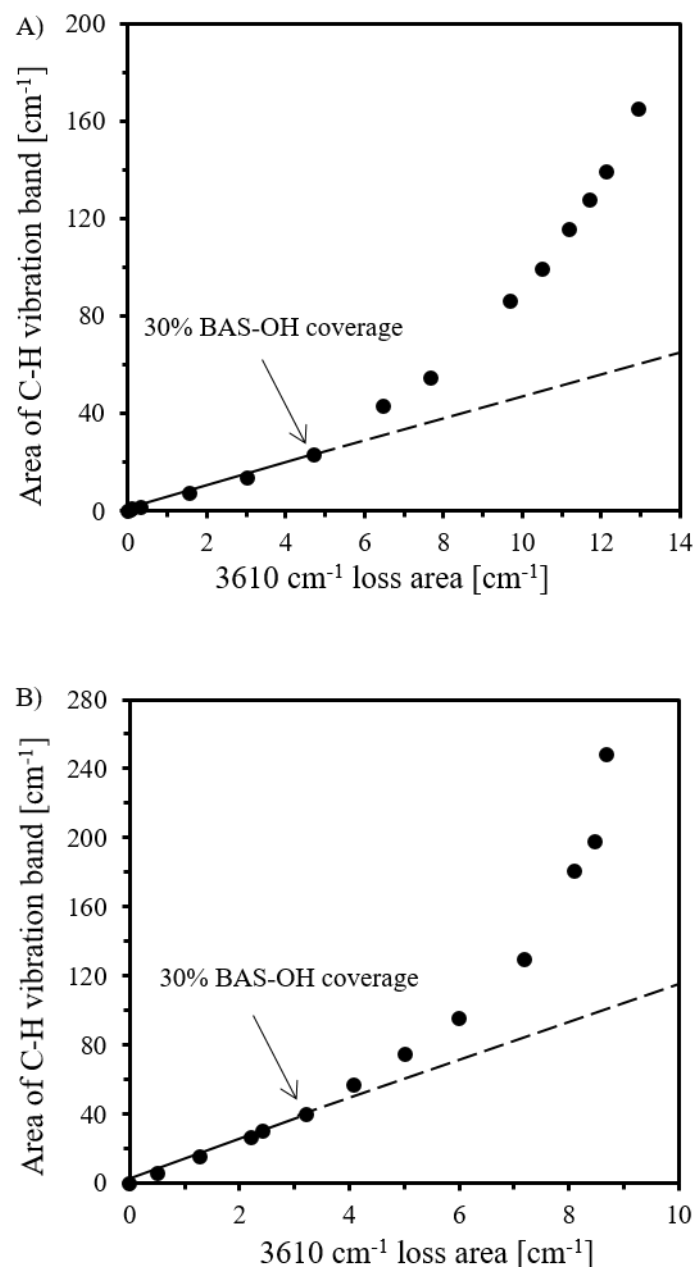 A)
200
160
120
80
40
0
Area of C-H vibration band [cm⁻¹]
30% BAS-OH coverage
0 2 4 6 8 10 12 14
3610 cm⁻¹ loss area [cm⁻¹]
B)
280
240
200
160
120
80
40
0
Area of C-H vibration band [cm⁻¹]
30% BAS-OH coverage
0 2 4 6 8 10
3610 cm⁻¹ loss area [cm⁻¹]